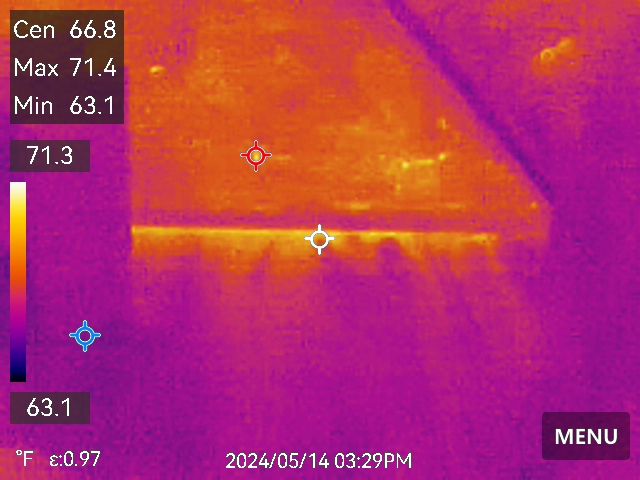 Cen 66.8
Max 71.4
Min 63.1
71.3
63.1
MENU
°F ε:0.97
2024/05/14 03:29PM